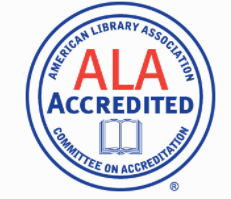 AMERICAN LIBRARY ASSOCIATION
ALA
ACCREDITED
COMMITTEE ON ACCREDITATION
®